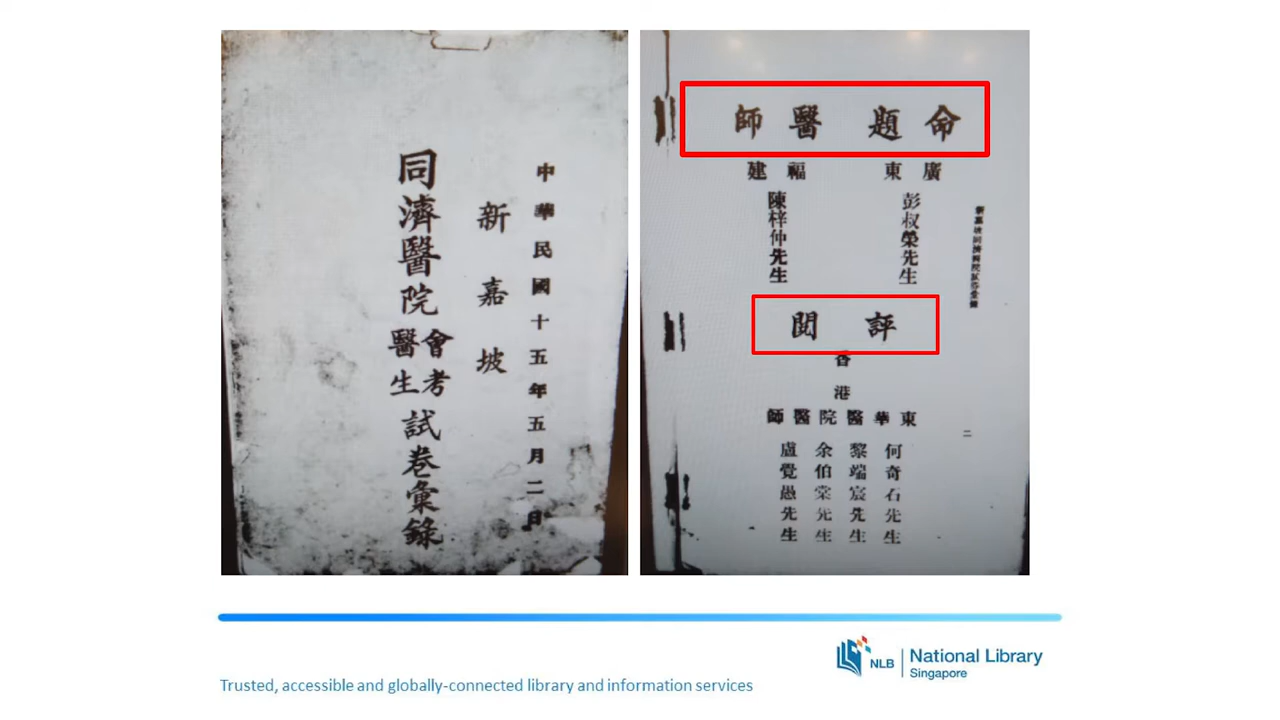 中華民國十五年五月二日
新嘉坡
同濟醫院會考醫生試卷彙錄
命題醫師
廣東
彭叔榮先生
福建
陳梓仲先生
評閱
香港
東華醫院醫師
何奇石先生
黎端宸先生
余伯棠先生
盧覺愚先生
二
NLB
National Library
Singapore
Trusted, accessible and globally-connected library and information services